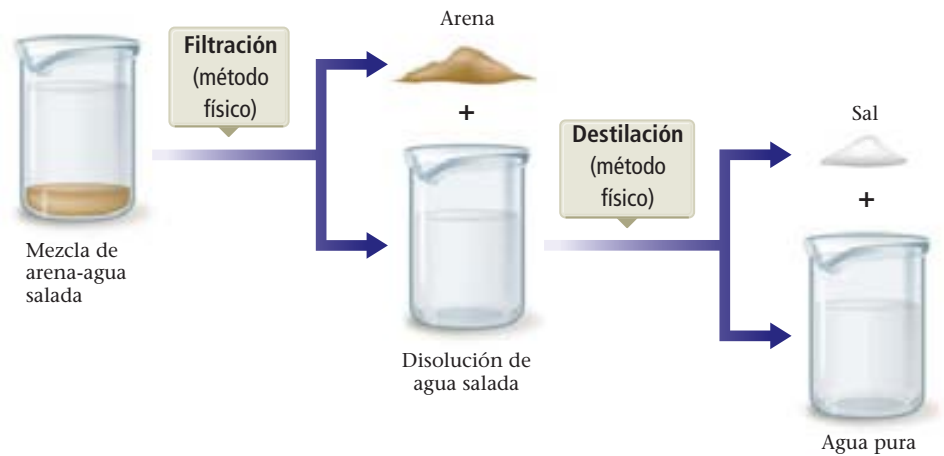 Mezcla de
arena-agua
salada
Filtración
(método
físico)
Arena
+
Disolución de
agua salada
Destilación
(método
físico)
Sal
+
Agua pura